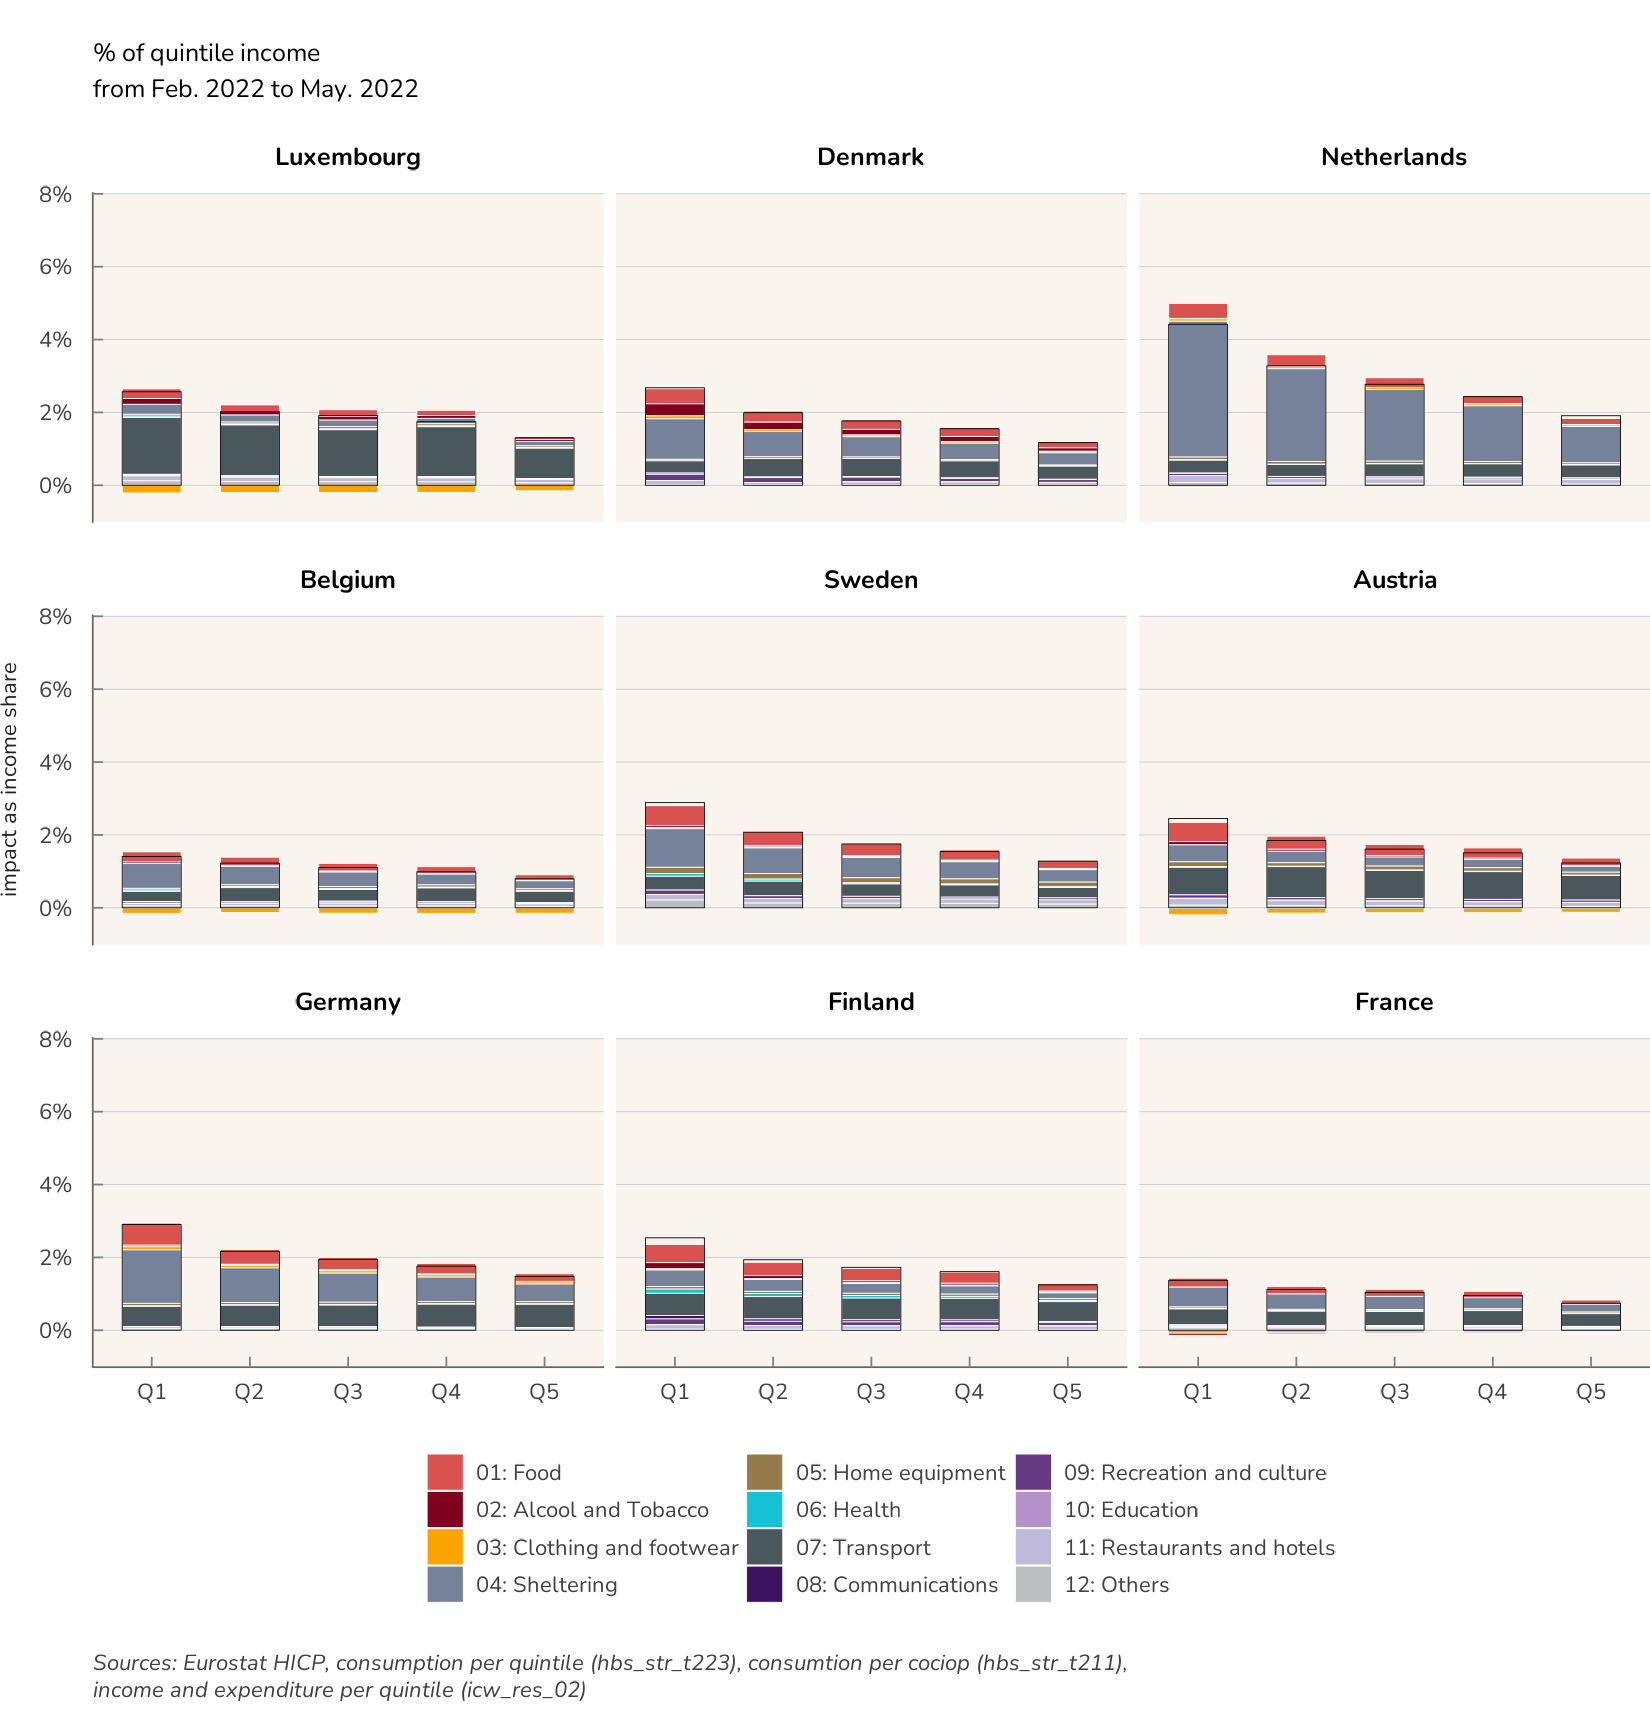 % of quintile income
from Feb. 2022 to May. 2022
Luxembourg
Denmark
Netherlands
8%
6%
4%
2%
0%
Belgium
Sweden
Austria
8%
6%
4%
2%
0%
impact as income share
Germany
Finland
France
8%
6%
4%
2%
0%
Q1 Q2 Q3 Q4 Q5
Q1 Q2 Q3 Q4 Q5
Q1 Q2 Q3 Q4 Q5
01: Food
02: Alcool and Tobacco
03: Clothing and footwear
04: Sheltering
05: Home equipment
06: Health
07: Transport
08: Communications
09: Recreation and culture
10: Education
11: Restaurants and hotels
12: Others
Sources: Eurostat HICP, consumption per quintile (hbs_str_t223), consumtion per cociop (hbs_str_t211),
income and expenditure per quintile (icw_res_02)